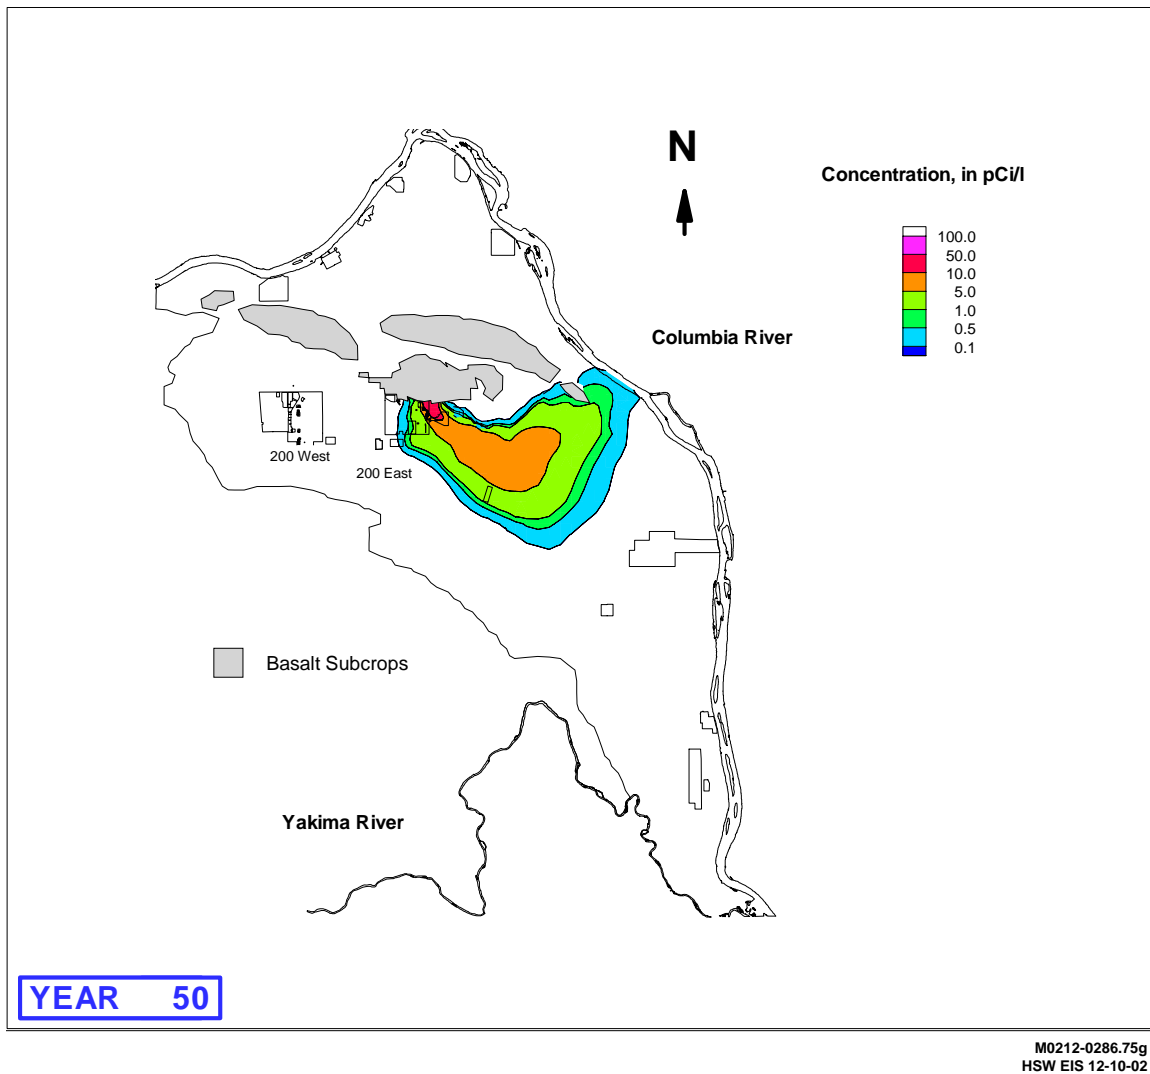 N
Concentration, in pCi/l
100.0
50.0
10.0
5.0
1.0
0.5
0.1
Columbia River
200 West
200 East
Basalt Subcrops
Yakima River
YEAR 50
M0212-0286.75g
HSW EIS 12-10-02